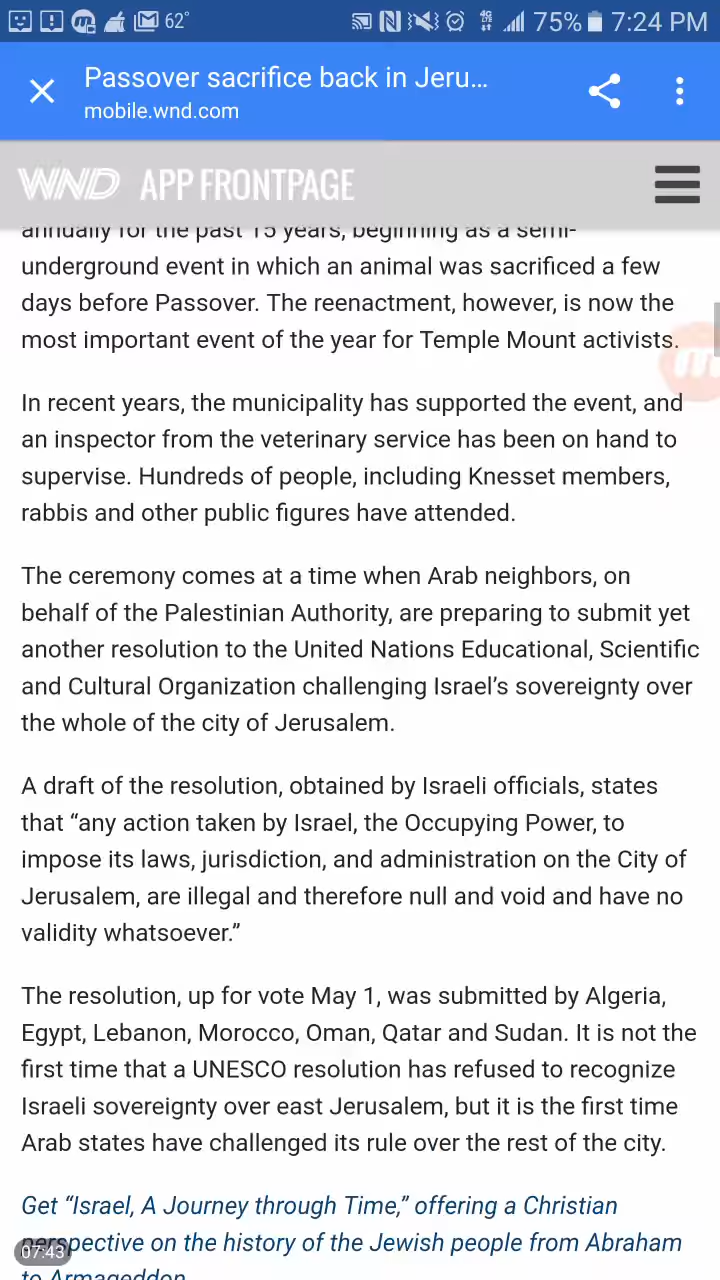 62°
4G LTE
75%
7:24 PM
Passover sacrifice back in Jeru...
mobile.wnd.com
WND APP FRONTPAGE
annually for the past 15 years, beginning as a semi-
underground event in which an animal was sacrificed a few
days before Passover. The reenactment, however, is now the
most important event of the year for Temple Mount activists.
In recent years, the municipality has supported the event, and
an inspector from the veterinary service has been on hand to
supervise. Hundreds of people, including Knesset members,
rabbis and other public figures have attended.
The ceremony comes at a time when Arab neighbors, on
behalf of the Palestinian Authority, are preparing to submit yet
another resolution to the United Nations Educational, Scientific
and Cultural Organization challenging Israel’s sovereignty over
the whole of the city of Jerusalem.
A draft of the resolution, obtained by Israeli officials, states
that “any action taken by Israel, the Occupying Power, to
impose its laws, jurisdiction, and administration on the City of
Jerusalem, are illegal and therefore null and void and have no
validity whatsoever.”
The resolution, up for vote May 1, was submitted by Algeria,
Egypt, Lebanon, Morocco, Oman, Qatar and Sudan. It is not the
first time that a UNESCO resolution has refused to recognize
Israeli sovereignty over east Jerusalem, but it is the first time
Arab states have challenged its rule over the rest of the city.
Get “Israel, A Journey through Time,” offering a Christian
perspective on the history of the Jewish people from Abraham
07:43
to Armageddon